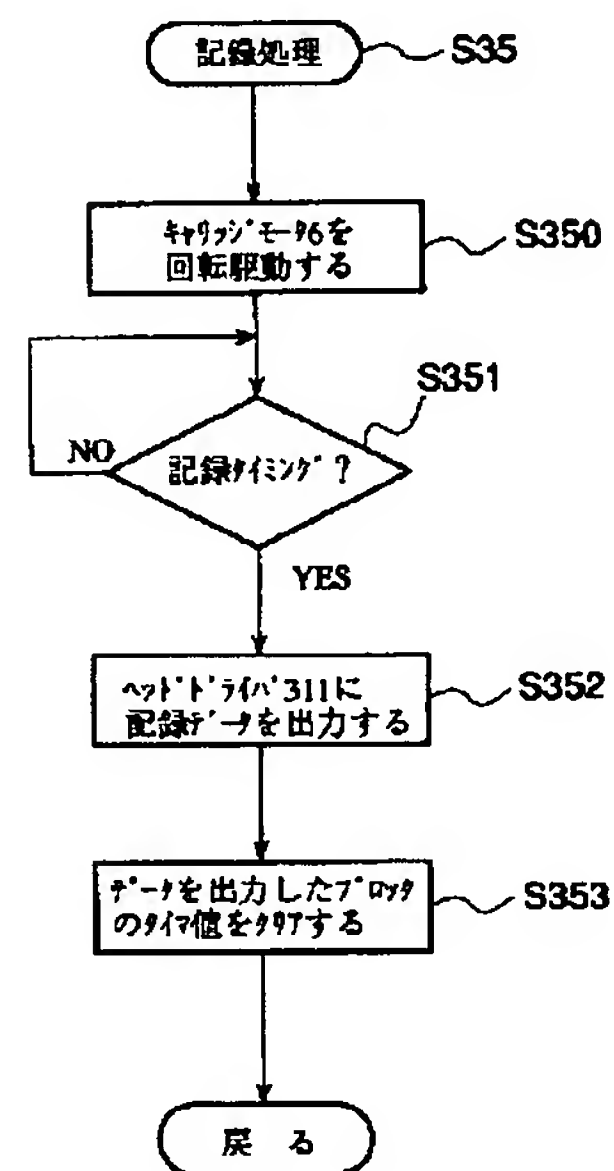 記録処理 S35
ｷｬﾘｯｼﾞﾓｰﾀ6を S350
回転駆動する
S351
NO
記録ﾀｲﾐﾝｸﾞ?
YES
ﾍｯﾄﾞﾄﾞﾗｲﾊﾞ311に S352
記録ﾃﾞｰﾀを出力する
ﾃﾞｰﾀを出力したﾌﾞﾛｯｸ S353
のﾀｲﾏ値をｸﾘｱする
戻る